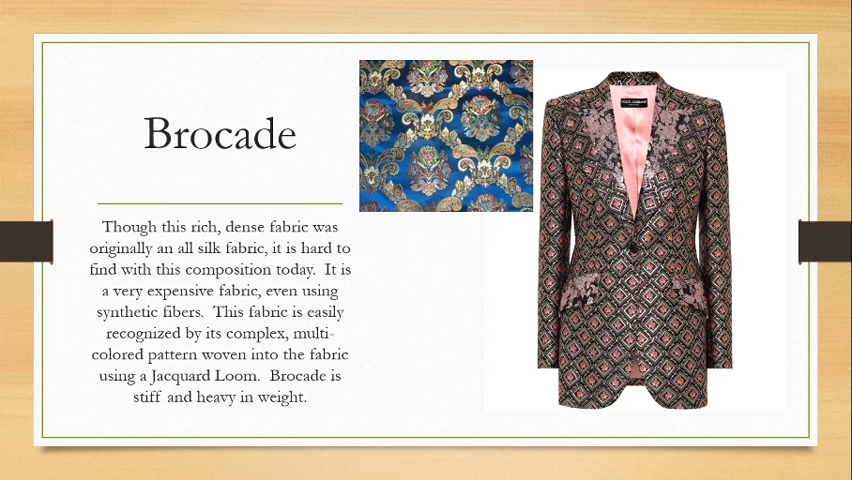 Brocade
Though this rich, dense fabric was
originally an all silk fabric, it is hard to
find with this composition today.  It is
a very expensive fabric, even using
synthetic fibers.  This fabric is easily
recognized by its complex, multi-
colored pattern woven into the fabric
using a Jacquard Loom.  Brocade is
stiff and heavy in weight.
DOLCE & GABBANA